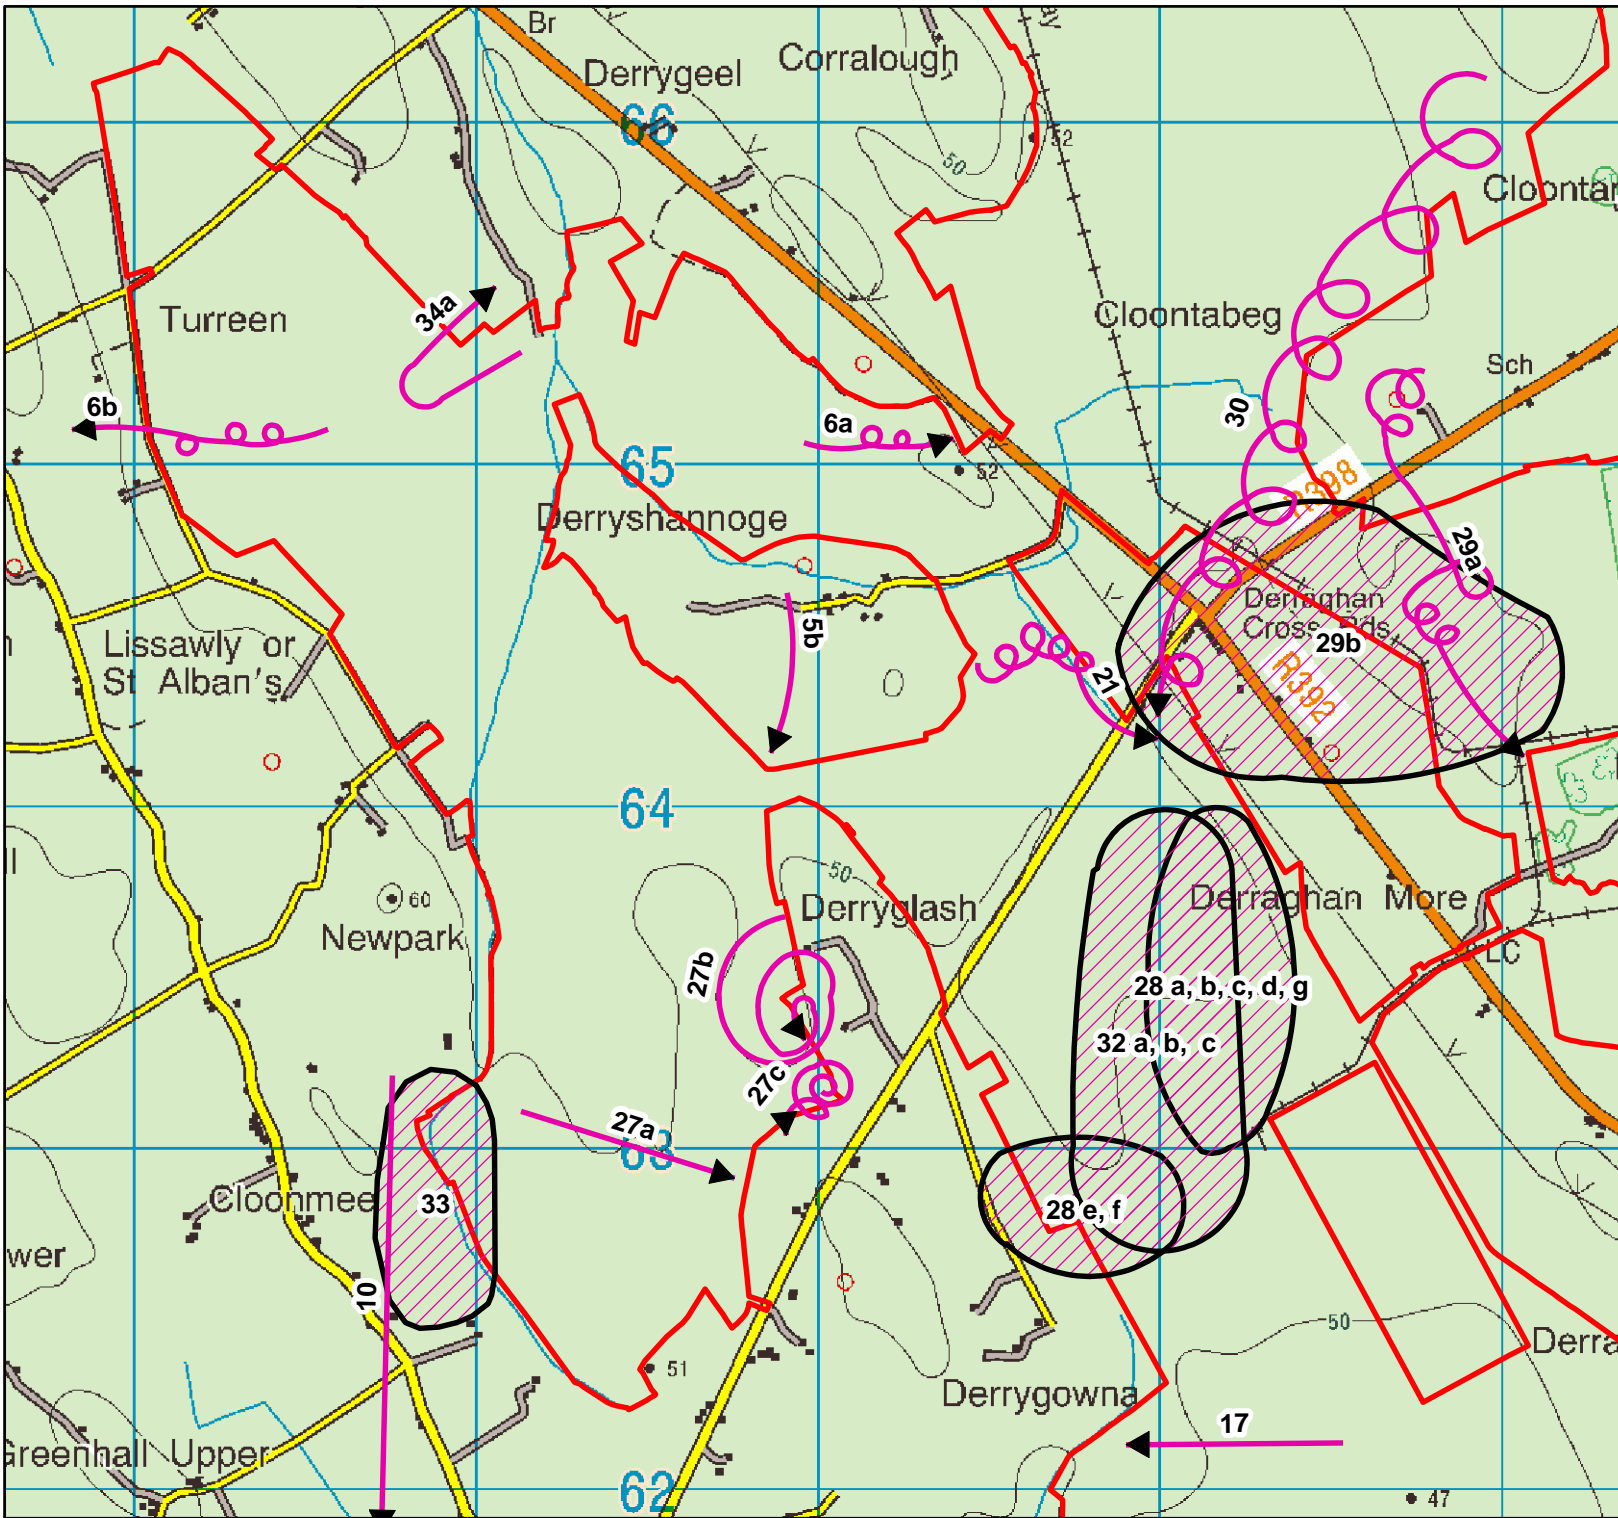 Br
ay
Corralough
Derrygeel
66
52
50
Cloontar
34a
Turreen
Cloontabeg
Sch
6b
6a
30
65
52
R398
Derryshannoge
29a
Derraghan
Cross Rds
29b
5b
Lissawly or
St Alban's
21
R392
64
50
Derryglash
Derraghan More
60
Newpark
LC
27b
28 a, b, c, d, g
32 a, b, c
27c
27a
63
Cloonmee
33
28 e, f
wer
10
50
Derra
51
Derrygowna
17
Greenhall Upper
62
47